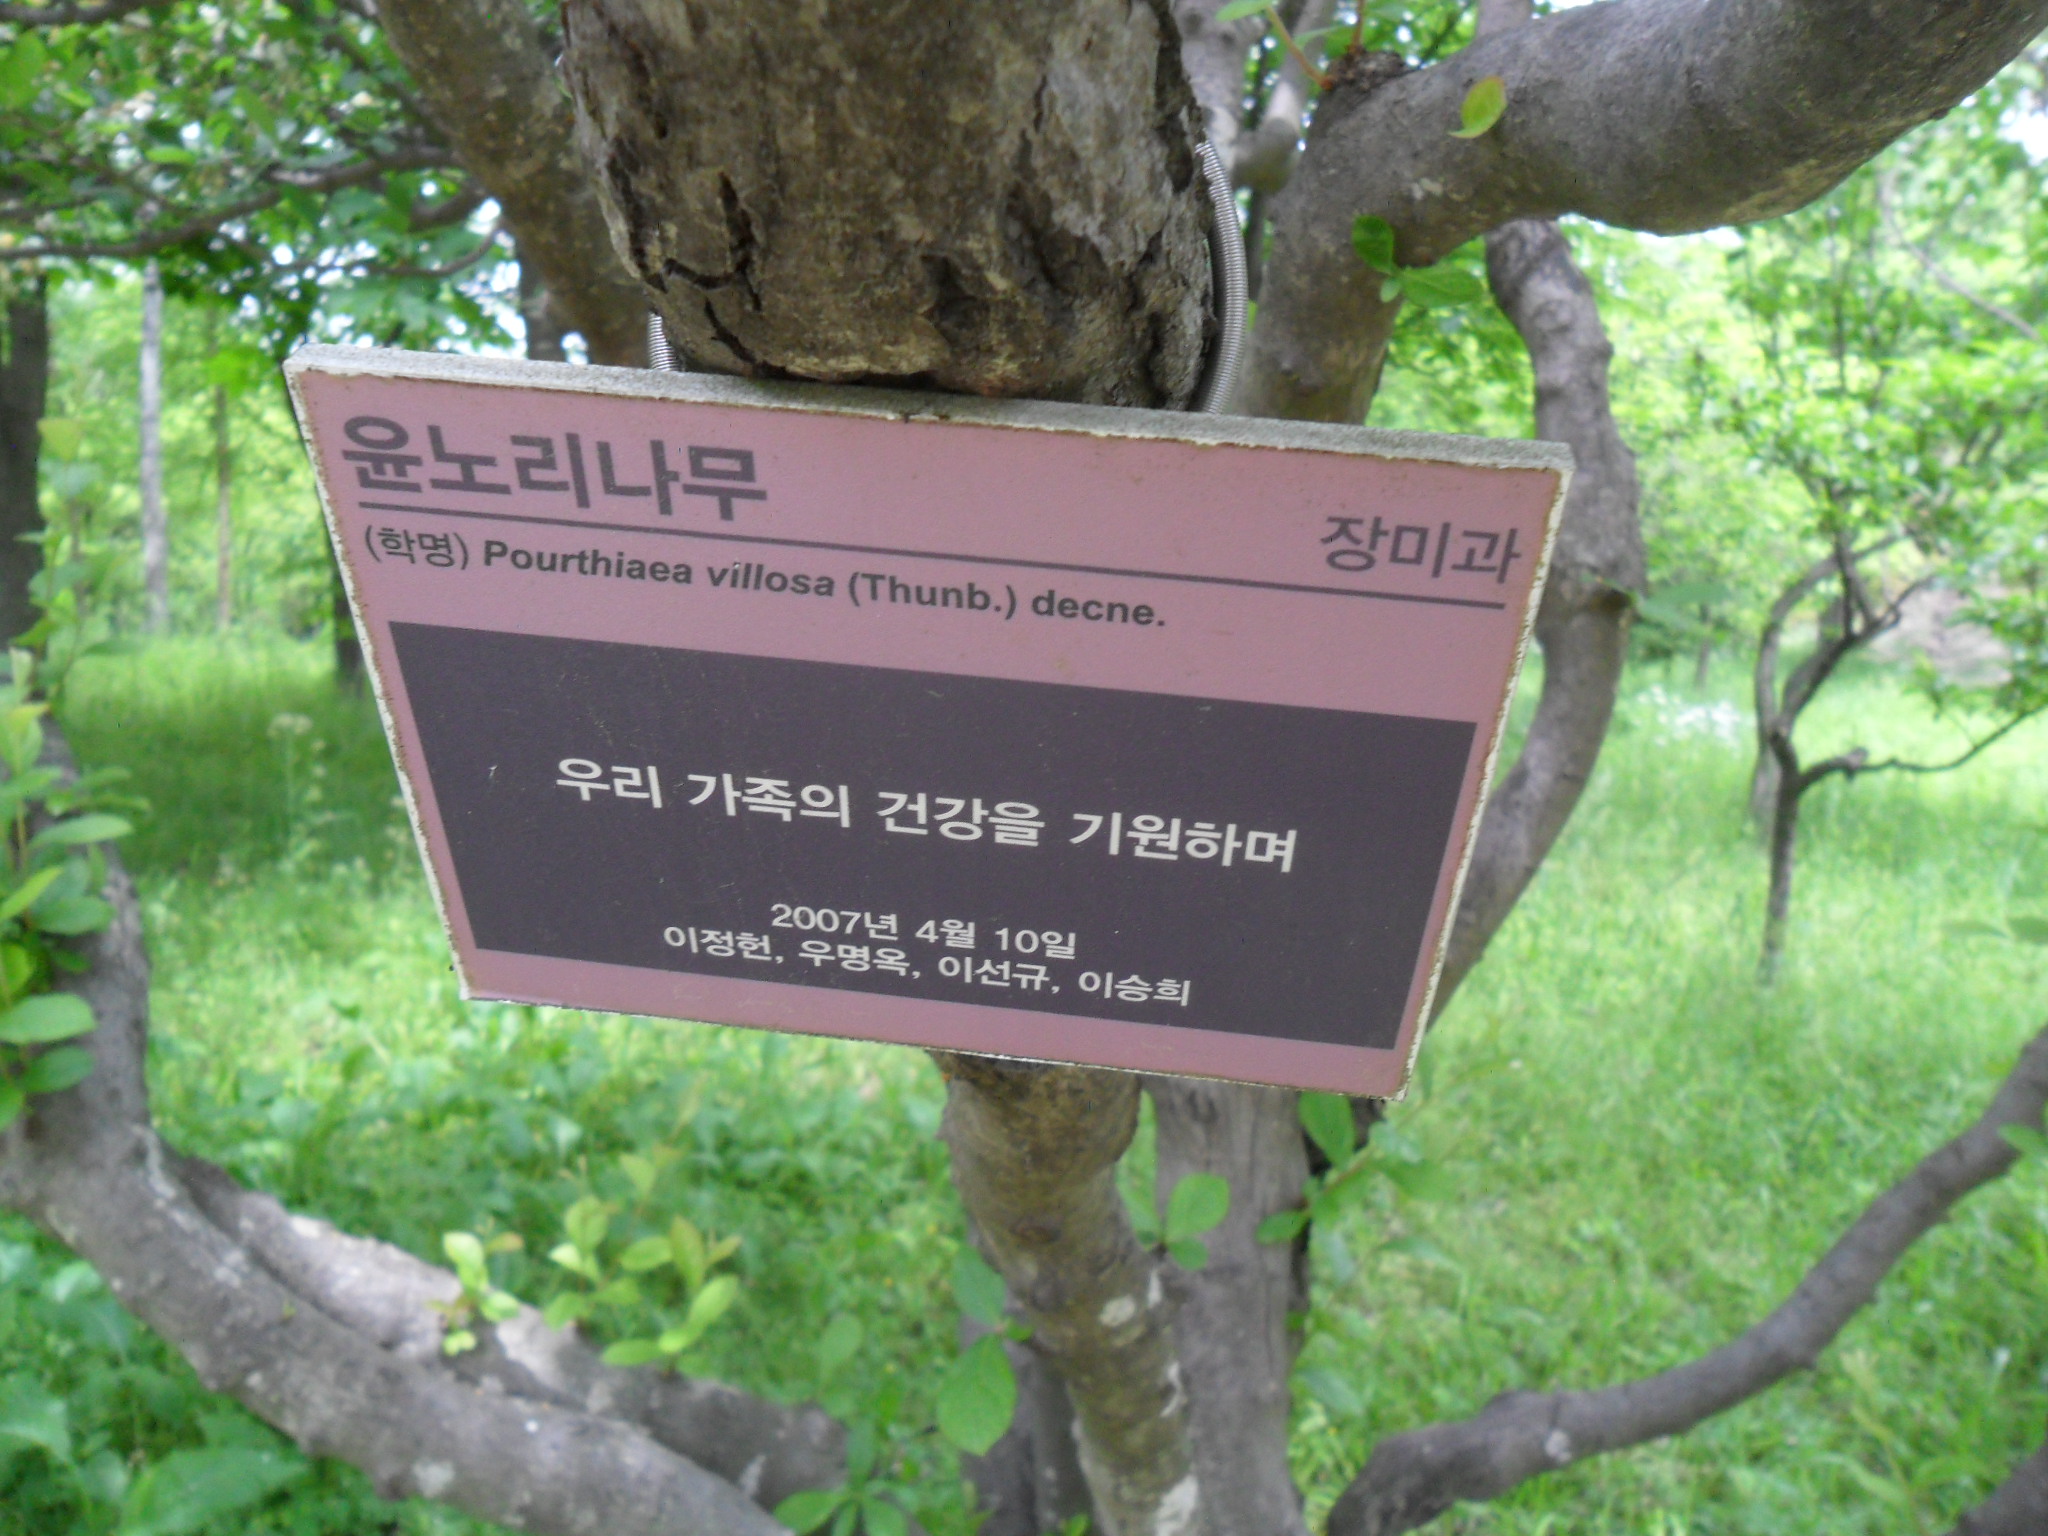 윤노리나무
장미과
(학명) Pourthiaea villosa (Thunb.) decne.
우리 가족의 건강을 기원하며
2007년 4월 10일
이정헌, 우명옥, 이선규, 이승희